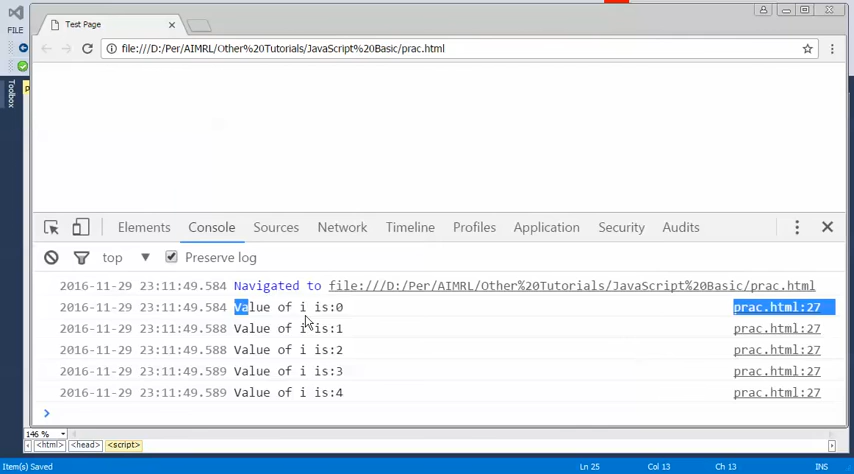 Test Page
FILE
file:///D:/Per/AIMRL/Other%20Tutorials/JavaScript%20Basic/prac.html
Toolbox
Elements Console Sources Network Timeline Profiles Application Security Audits
top Preserve log
2016-11-29 23:11:49.584 Navigated to file:///D:/Per/AIMRL/Other%20Tutorials/JavaScript%20Basic/prac.html
2016-11-29 23:11:49.584 Value of i is:0 prac.html:27
2016-11-29 23:11:49.588 Value of i is:1 prac.html:27
2016-11-29 23:11:49.588 Value of i is:2 prac.html:27
2016-11-29 23:11:49.589 Value of i is:3 prac.html:27
2016-11-29 23:11:49.589 Value of i is:4 prac.html:27
>
146 %
<html> <head> <script>
Item(s) Saved Ln 25 Col 13 Ch 13 INS